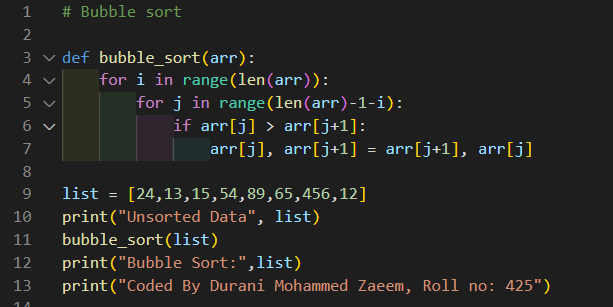 1 # Bubble sort
2
3 def bubble_sort(arr):
4     for i in range(len(arr)):
5         for j in range(len(arr)-1-i):
6             if arr[j] > arr[j+1]:
7                 arr[j], arr[j+1] = arr[j+1], arr[j]
8
9 list = [24,13,15,54,89,65,456,12]
10 print("Unsorted Data", list)
11 bubble_sort(list)
12 print("Bubble Sort:",list)
13 print("Coded By Durani Mohammed Zaeem, Roll no: 425")